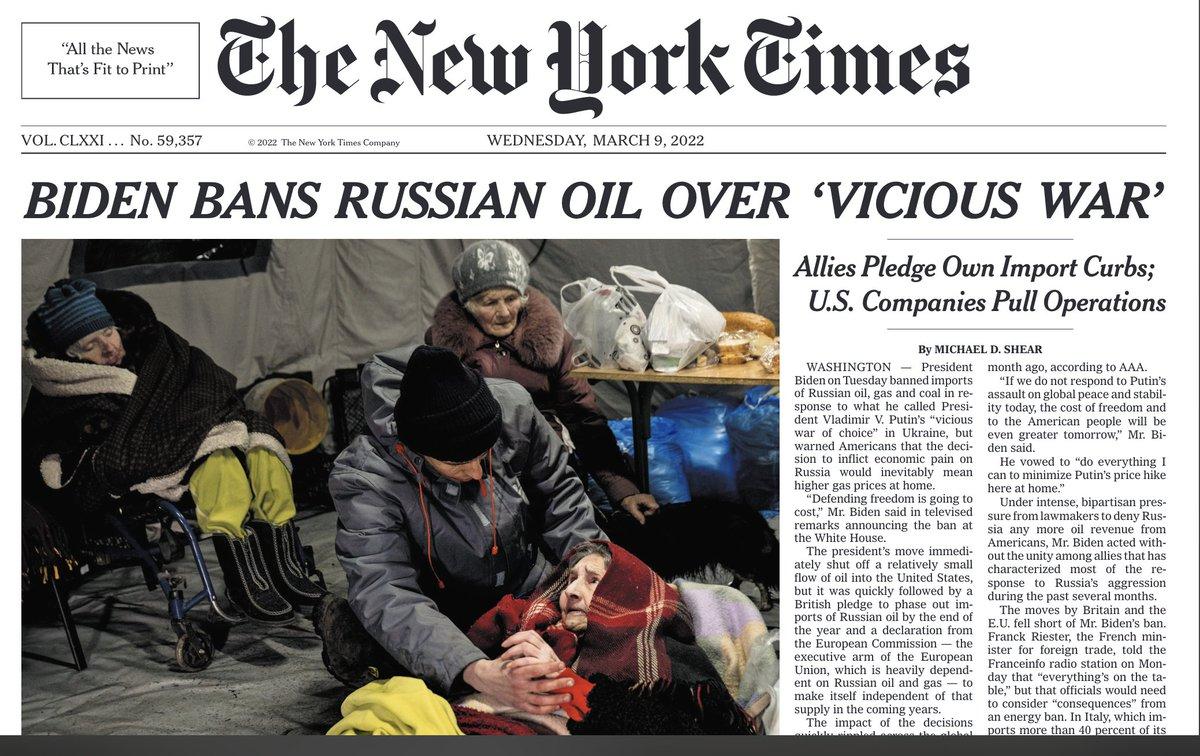 “All the News
That’s Fit to Print”
The New York Times
VOL. CLXXI . . . No. 59,357
© 2022 The New York Times Company
WEDNESDAY, MARCH 9, 2022
BIDEN BANS RUSSIAN OIL OVER ‘VICIOUS WAR’
Allies Pledge Own Import Curbs;
U.S. Companies Pull Operations
By MICHAEL D. SHEAR
WASHINGTON — President
Biden on Tuesday banned imports
of Russian oil, gas and coal in re-
sponse to what he called Presi-
dent Vladimir V. Putin’s “vicious
war of choice” in Ukraine, but
warned Americans that the deci-
sion to inflict economic pain on
Russia would inevitably mean
higher gas prices at home.
“Defending freedom is going to
cost,” Mr. Biden said in televised
remarks announcing the ban at
the White House.
The president’s move immedi-
ately shut off a relatively small
flow of oil into the United States,
but it was quickly followed by a
British pledge to phase out im-
ports of Russian oil by the end of
the year and a declaration from
the European Commission — the
executive arm of the European
Union, which is heavily depend-
ent on Russian oil and gas — to
make itself independent of that
supply in the coming years.
The impact of the decisions
quickly rippled across the global
month ago, according to AAA.
“If we do not respond to Putin’s
assault on global peace and stabil-
ity today, the cost of freedom and
to the American people will be
even greater tomorrow,” Mr. Bi-
den said.
He vowed to “do everything I
can to minimize Putin’s price hike
here at home.”
Under intense, bipartisan pres-
sure from lawmakers to deny Rus-
sia any more oil revenue from
Americans, Mr. Biden acted with-
out the unity among allies that has
characterized most of the re-
sponse to Russia’s aggression
during the past several months.
The moves by Britain and the
E.U. fell short of Mr. Biden’s ban.
Franck Riester, the French min-
ister for foreign trade, told the
Franceinfo radio station on Mon-
day that “everything’s on the ta-
ble,” but that officials would need
to consider “consequences” from
an energy ban. In Italy, which im-
ports more than 40 percent of its